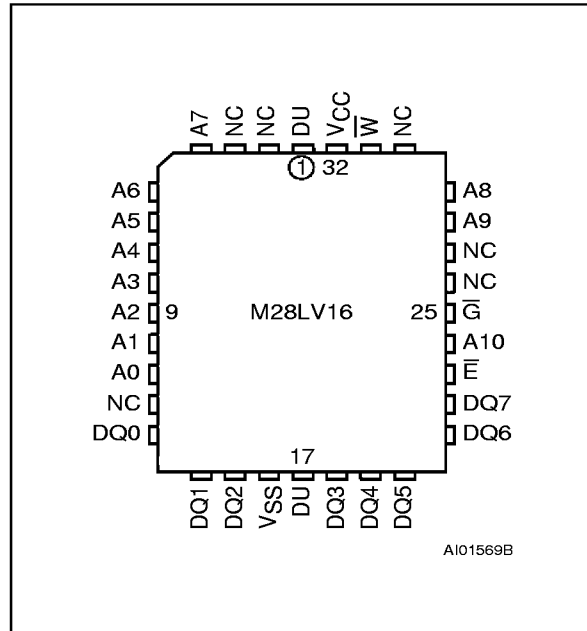 A7 NC NC DU VCC W̅ NC
1 32
A6 A8
A5 A9
A4 NC
A3 NC
A2 9 M28LV16 25 G̅
A1 A10
A0 E̅
NC DQ7
DQ0 DQ6
17
DQ1 DQ2 VSS DU DQ3 DQ4 DQ5
AI01569B